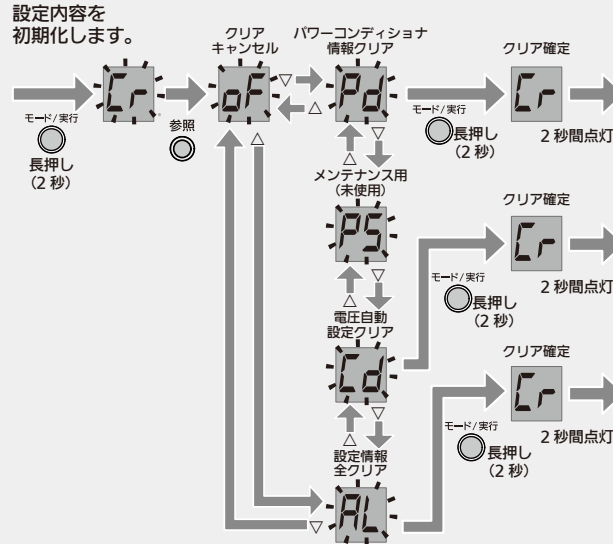 設定内容を
初期化します。
モード/実行
長押し
(2 秒)
Cr
参照
クリア
キャンセル
oF
▽
△
△
パワーコンディショナ
情報クリア
Pd
▽
△
メンテナンス用
(未使用)
PS
▽
△
電圧自動
設定クリア
Cd
▽
△
設定情報
全クリア
AL
▽
モード/実行
長押し
(2 秒)
クリア確定
Cr
2 秒間点灯
モード/実行
長押し
(2 秒)
クリア確定
Cr
2 秒間点灯
モード/実行
長押し
(2 秒)
クリア確定
Cr
2 秒間点灯